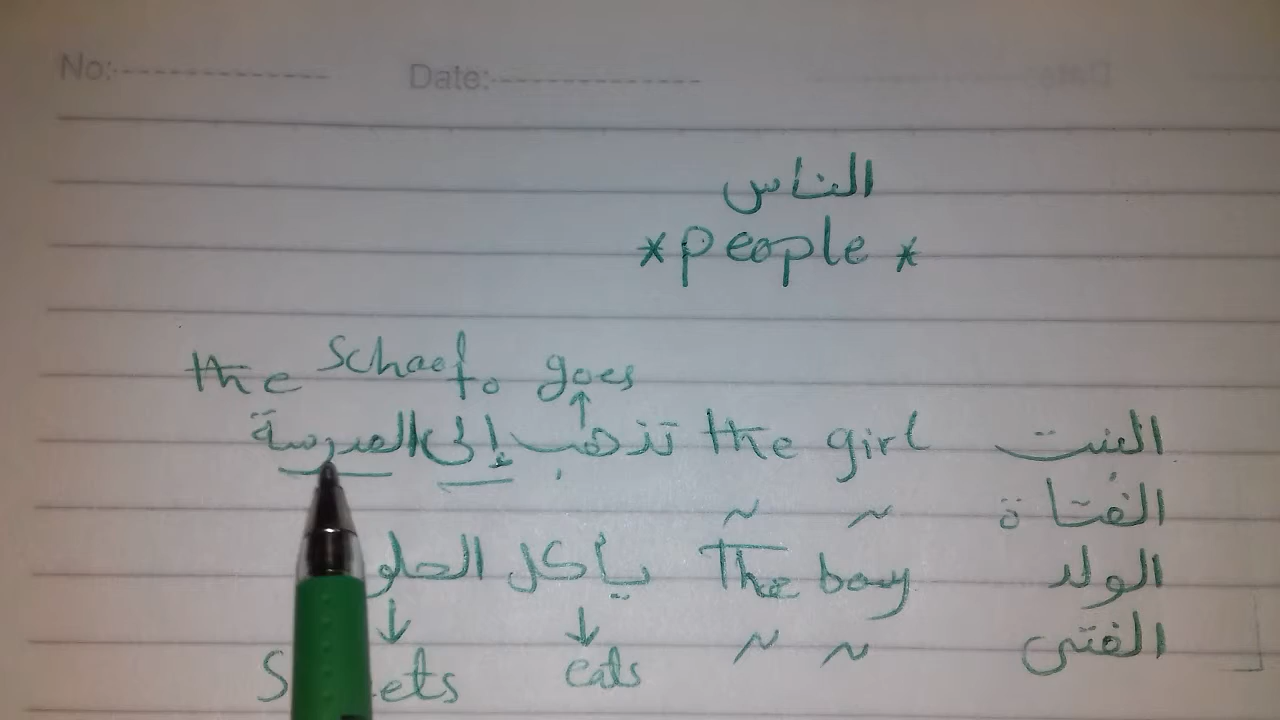 No: Date:
الناس
*people*
the school to goes
البنت the girl تذهب إلى المدرسة
الفتاة ~ ~
الولد The boy يأكل
eats
الفتى ~ ~